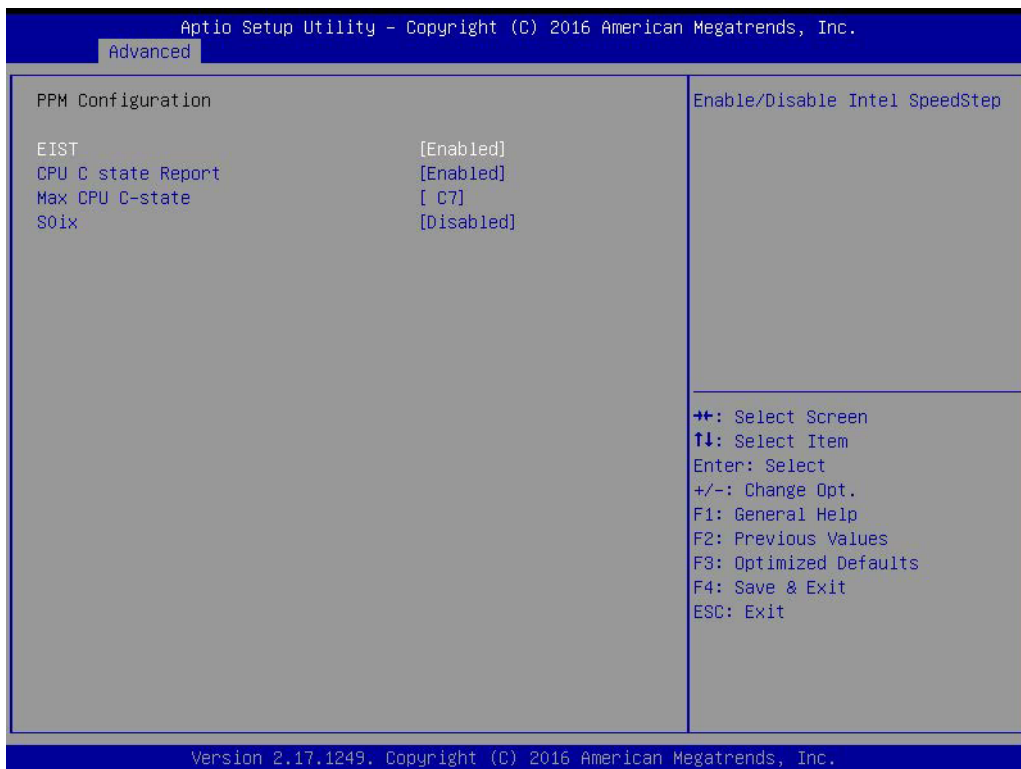 Aptio Setup Utility – Copyright (C) 2016 American Megatrends, Inc.
Advanced
PPM Configuration
EIST [Enabled]
CPU C state Report [Enabled]
Max CPU C-state [ C7]
S0ix [Disabled]
Enable/Disable Intel SpeedStep
→←: Select Screen
↑↓: Select Item
Enter: Select
+/-: Change Opt.
F1: General Help
F2: Previous Values
F3: Optimized Defaults
F4: Save & Exit
ESC: Exit
Version 2.17.1249. Copyright (C) 2016 American Megatrends, Inc.